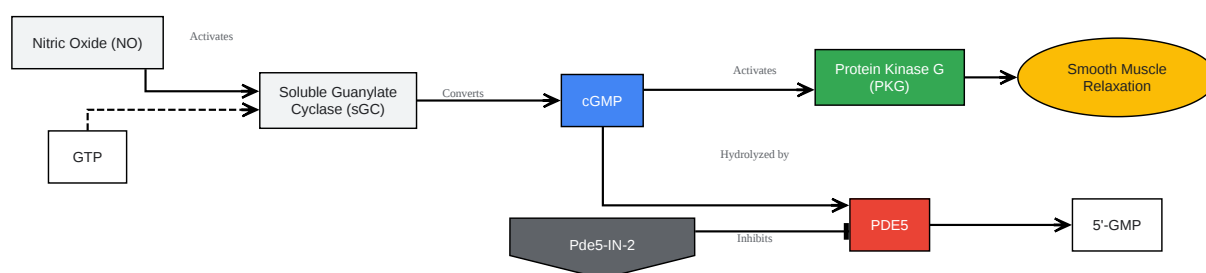 Nitric Oxide (NO)
Activates
GTP
Soluble Guanylate
Cyclase (sGC)
Converts
cGMP
Activates
Protein Kinase G
(PKG)
Smooth Muscle
Relaxation
Hydrolyzed by
Pde5-IN-2
Inhibits
PDE5
5'-GMP